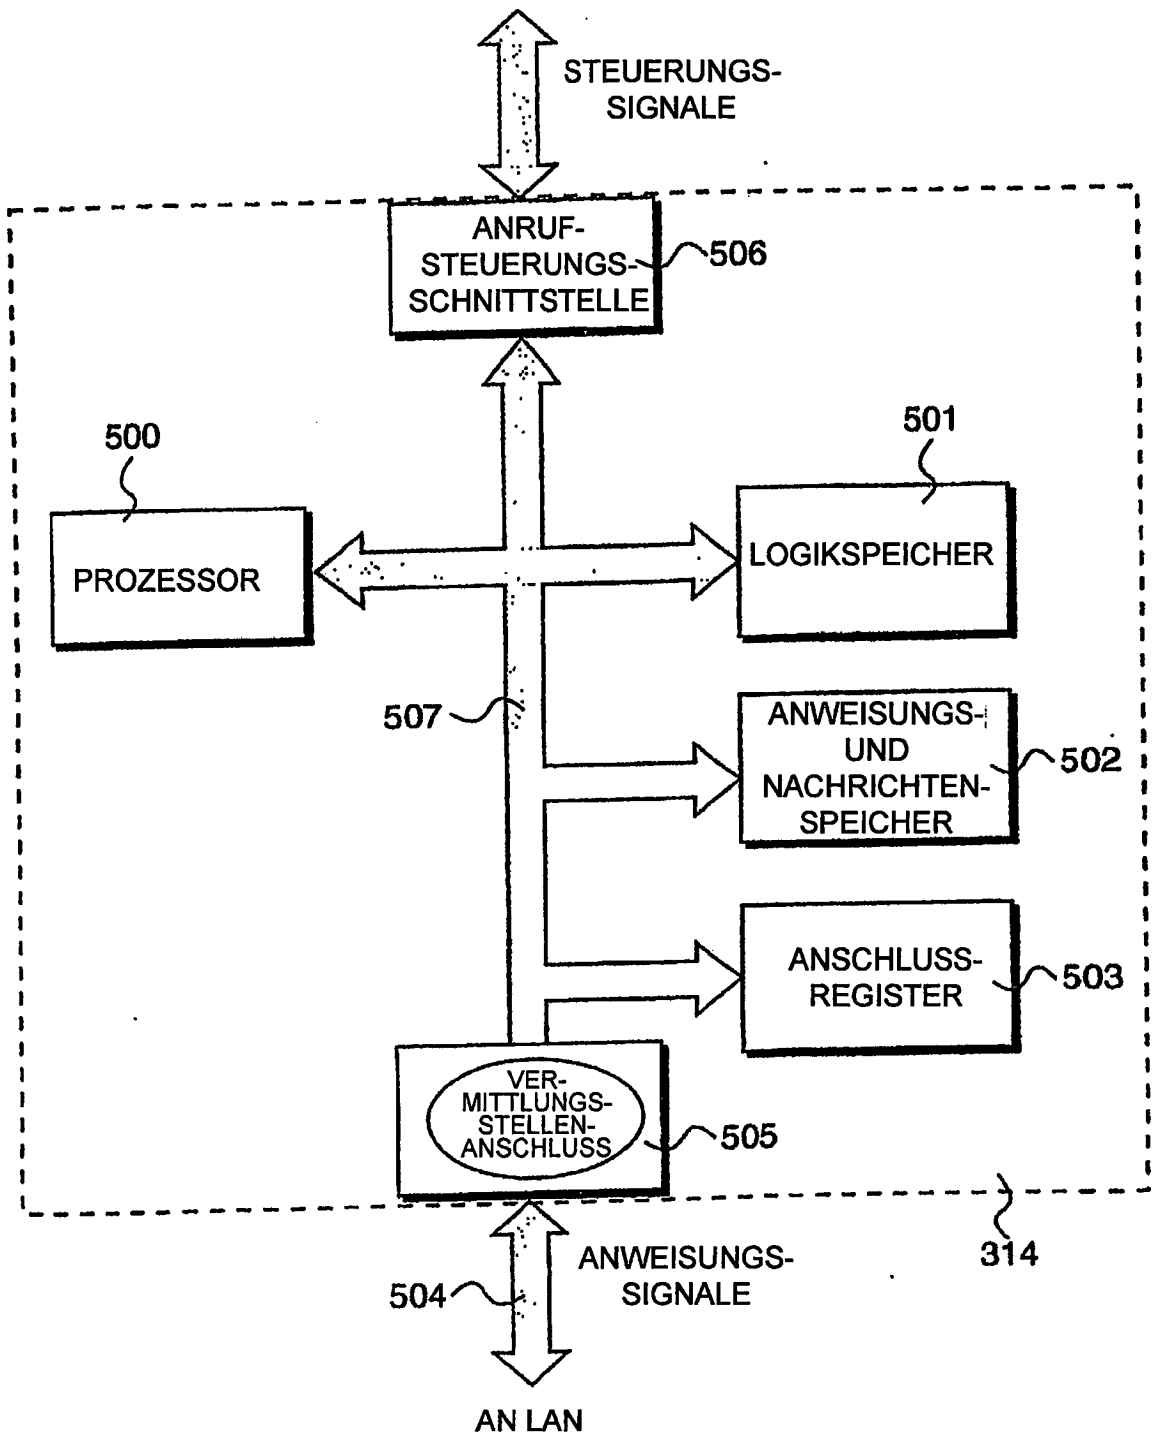 STEUERUNGS-
SIGNALE
ANRUF-
STEUERUNGS-
SCHNITTSTELLE
506
500
501
PROZESSOR
LOGIKSPEICHER
507
ANWEISUNGS-
UND
NACHRICHTEN-
SPEICHER
502
ANSCHLUSS-
REGISTER
503
VER-
MITTLUNGS-
STELLEN-
ANSCHLUSS
505
314
504
ANWEISUNGS-
SIGNALE
AN LAN